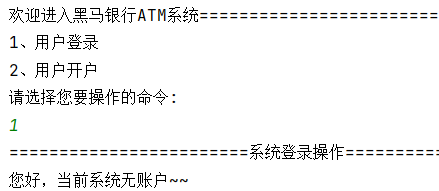 欢迎进入黑马银行ATM系统========================
1、用户登录
2、用户开户
请选择您要操作的命令:
1
========================系统登录操作==========
您好，当前系统无账户~~